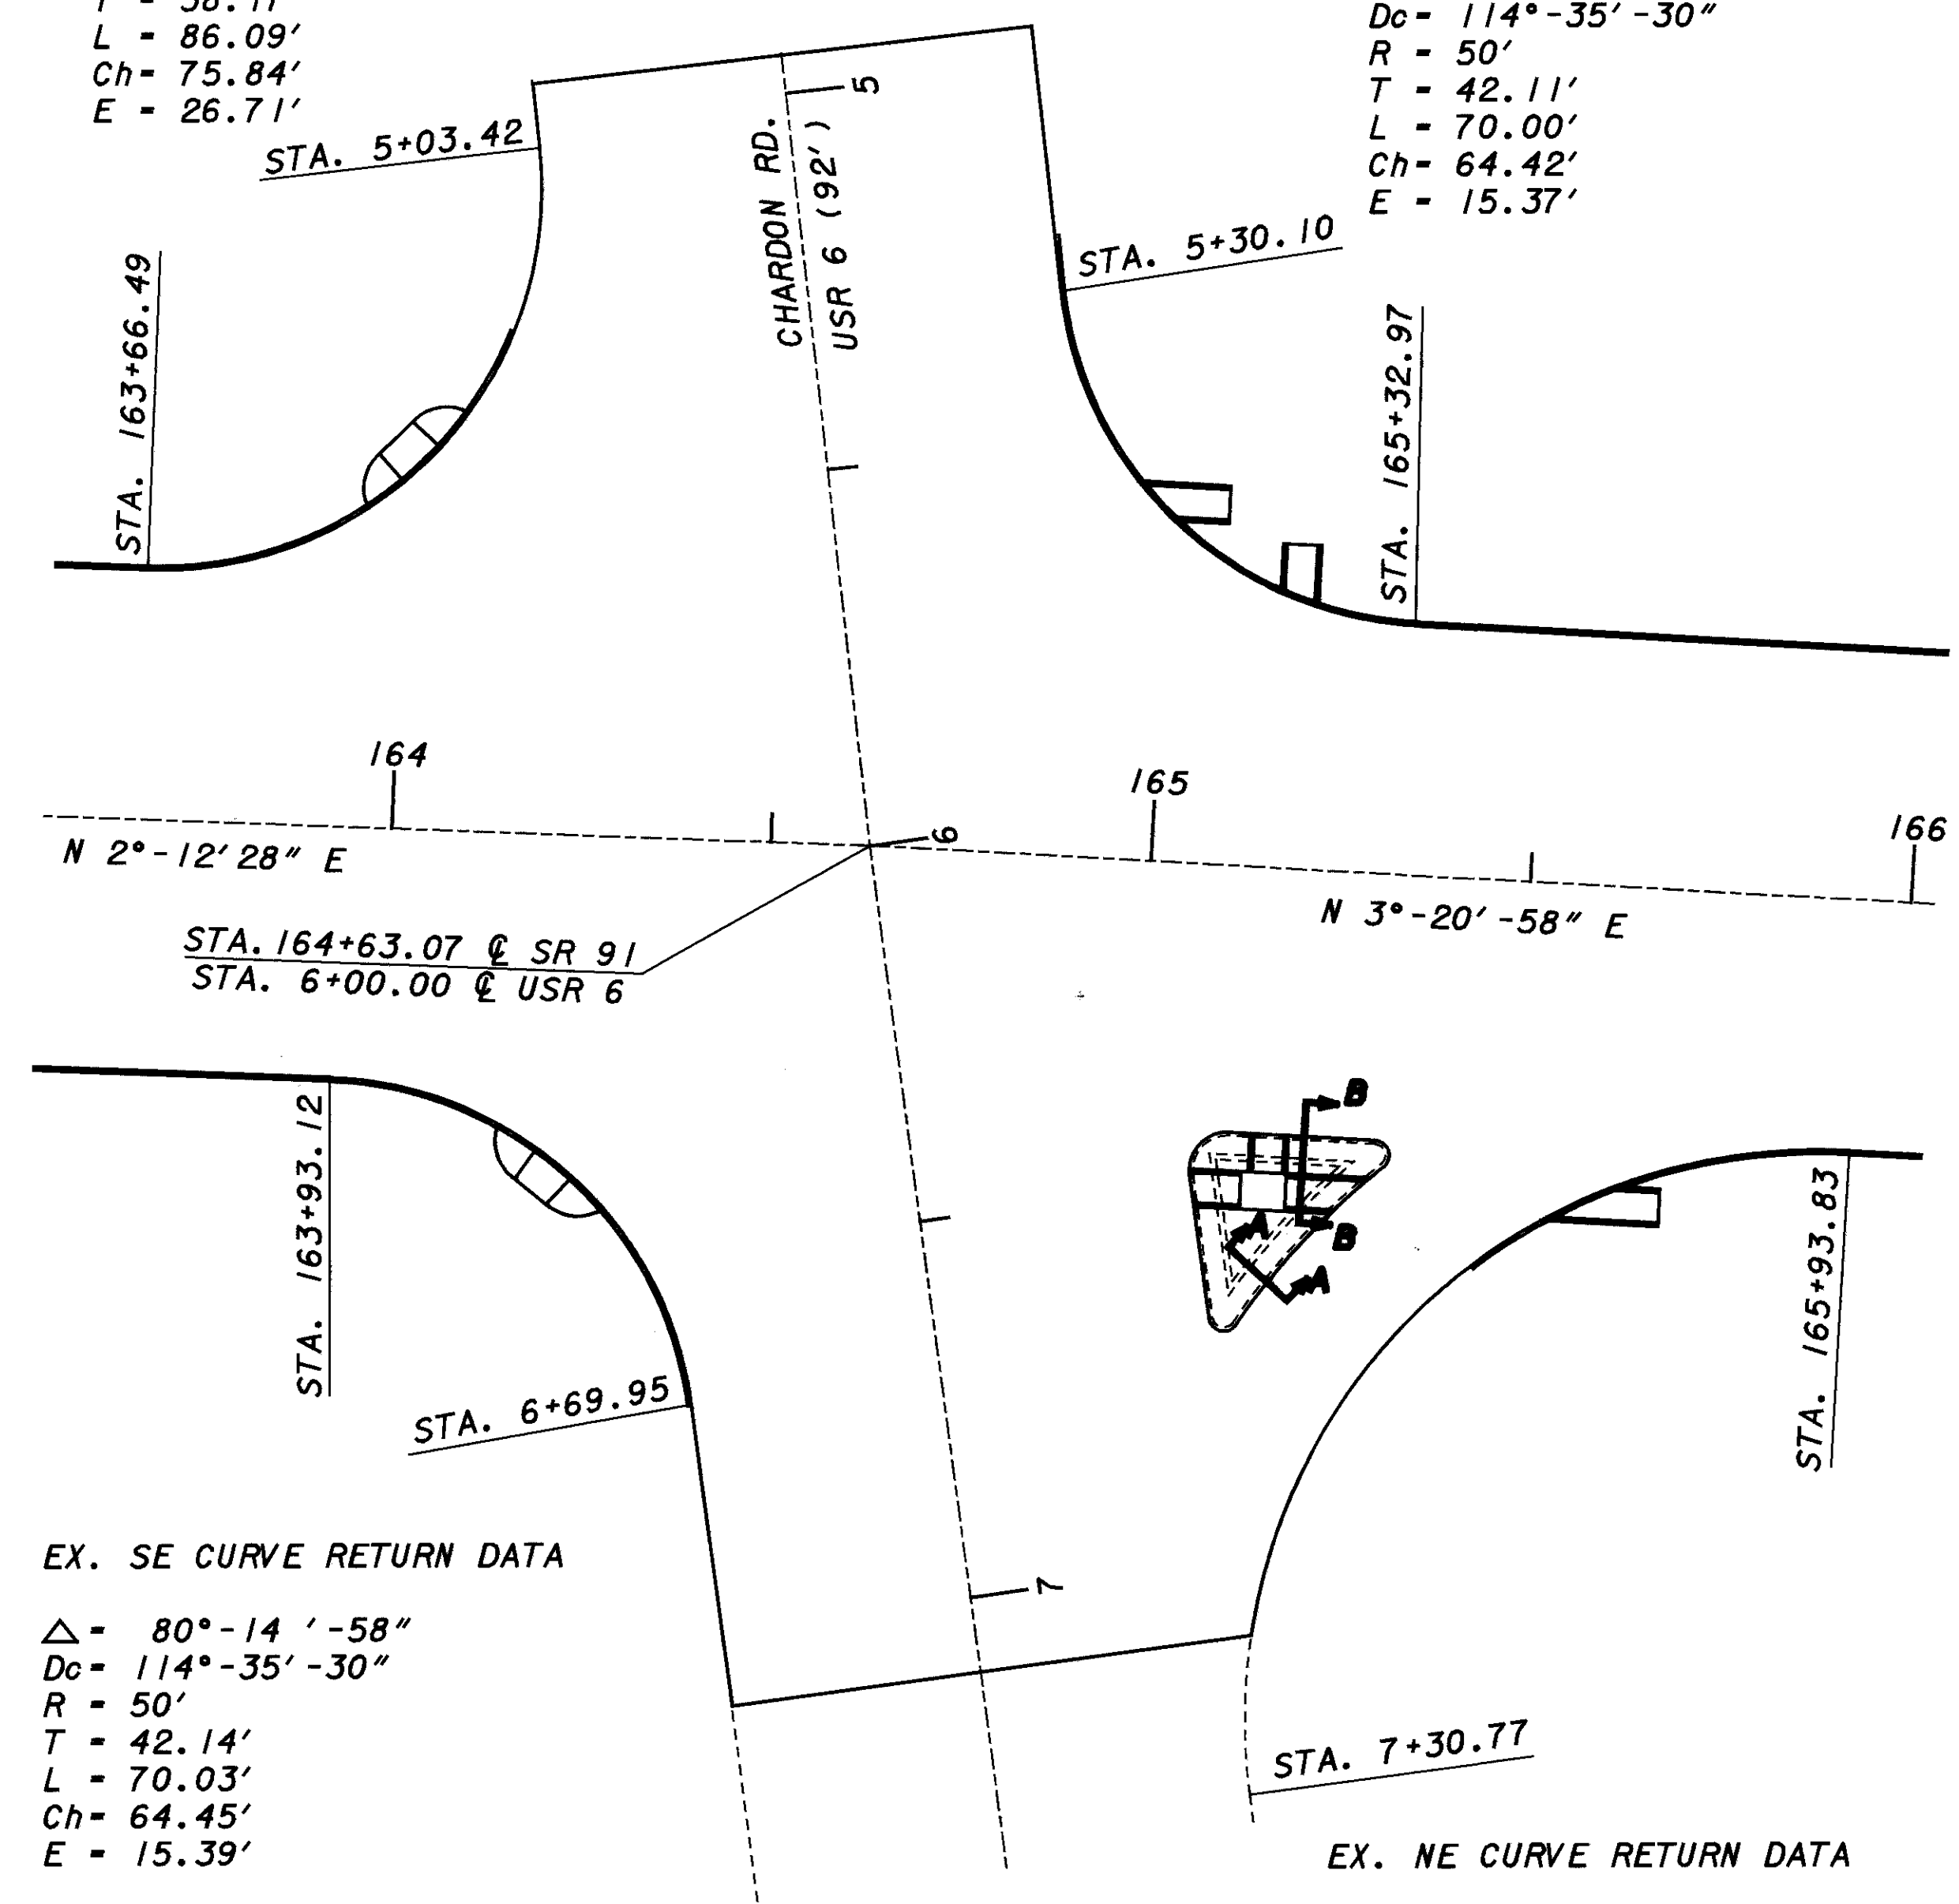 L = 86.09'
Ch= 75.84'
E = 26.71'
Dc= 114°-35'-30"
R = 50'
T = 42.11'
L = 70.00'
Ch= 64.42'
E = 15.37'
STA. 5+03.42
5
CHARDON RD.
USR 6 (92')
STA. 5+30.10
STA. 163+66.49
STA. 165+32.97
164
165
166
6
N 2°-12'28" E
N 3°-20'-58" E
STA.164+63.07 ℄ SR 91
STA. 6+00.00 ℄ USR 6
B
B
A
A
STA. 163+93.12
STA. 165+93.83
STA. 6+69.95
7
STA. 7+30.77
EX. SE CURVE RETURN DATA
△= 80°-14 '-58"
Dc= 114°-35'-30"
R = 50'
T = 42.14'
L = 70.03'
Ch= 64.45'
E = 15.39'
EX. NE CURVE RETURN DATA